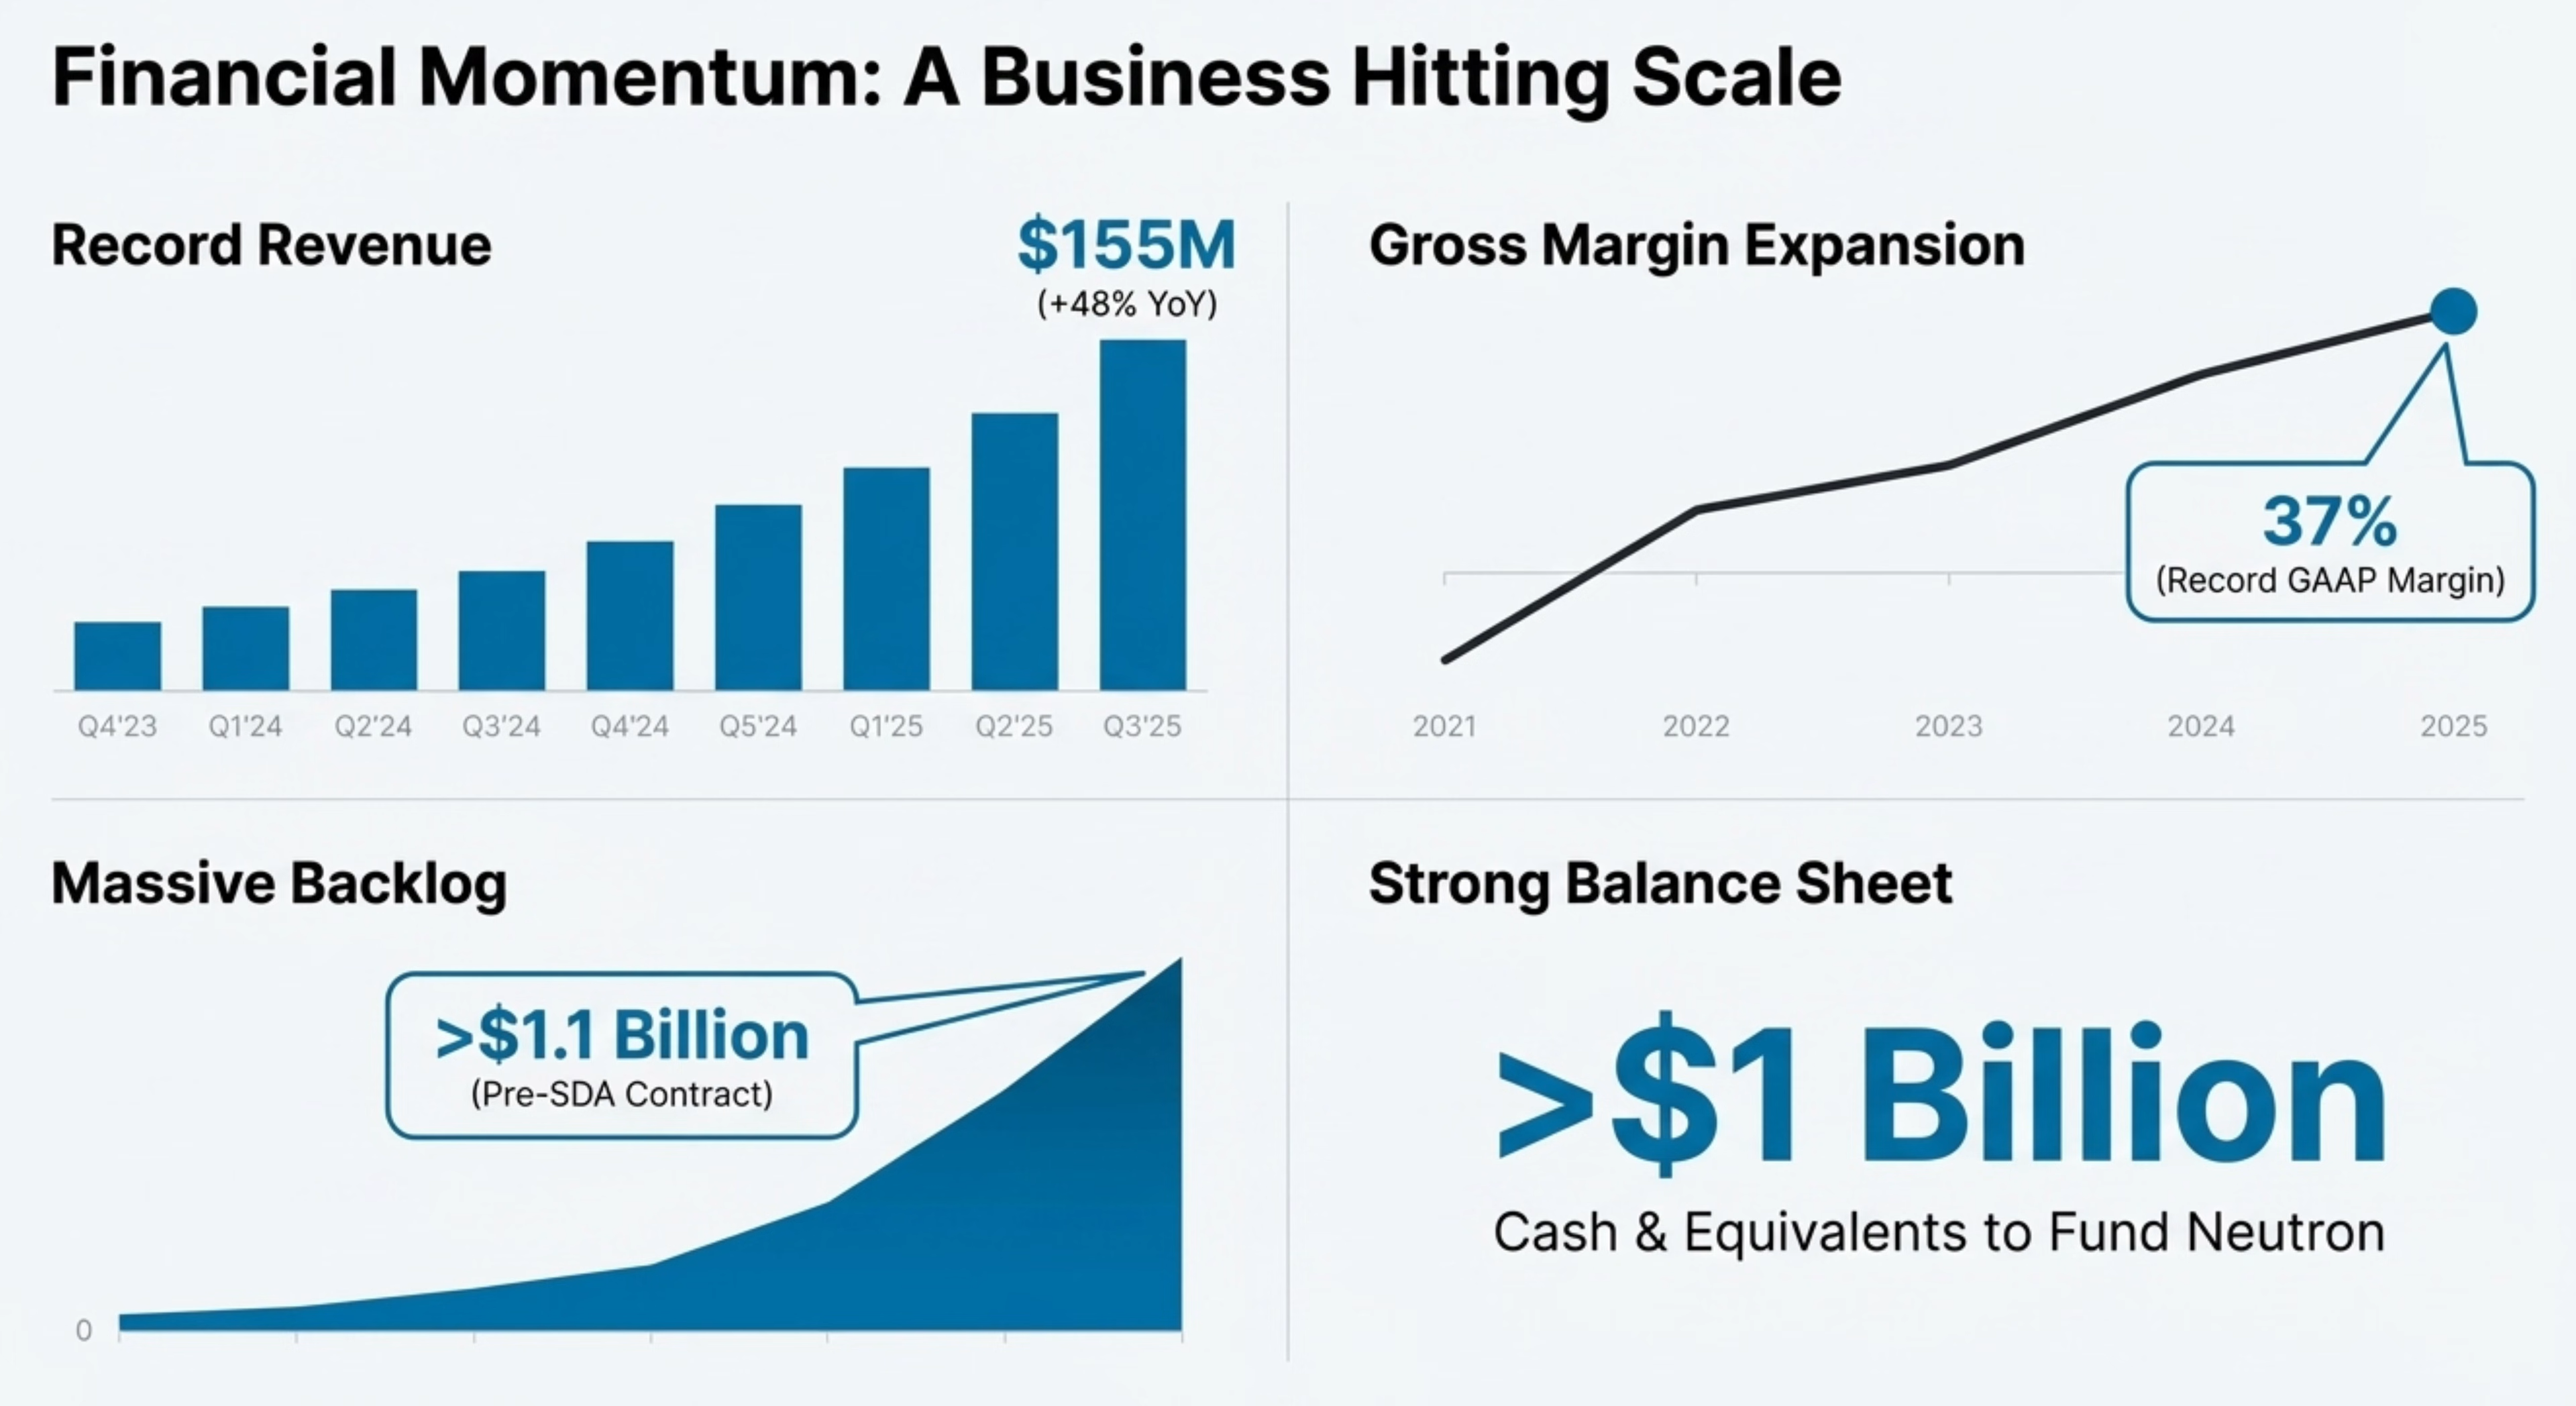 Financial Momentum: A Business Hitting Scale
Record Revenue
$155M
(+48% YoY)
Q4'23 Q1'24 Q2'24 Q3'24 Q4'24 Q5'24 Q1'25 Q2'25 Q3'25
Gross Margin Expansion
37%
(Record GAAP Margin)
2021 2022 2023 2024 2025
Massive Backlog
>$1.1 Billion
(Pre-SDA Contract)
0
Strong Balance Sheet
>$1 Billion
Cash & Equivalents to Fund Neutron